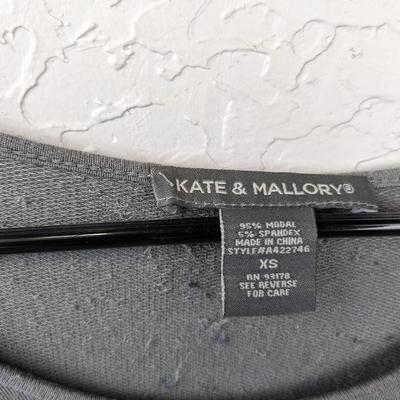 KATE & MALLORY®
95% MODAL
5% SPANDEX
MADE IN CHINA
STYLE#A422746
XS
RN 93178
SEE REVERSE
FOR CARE